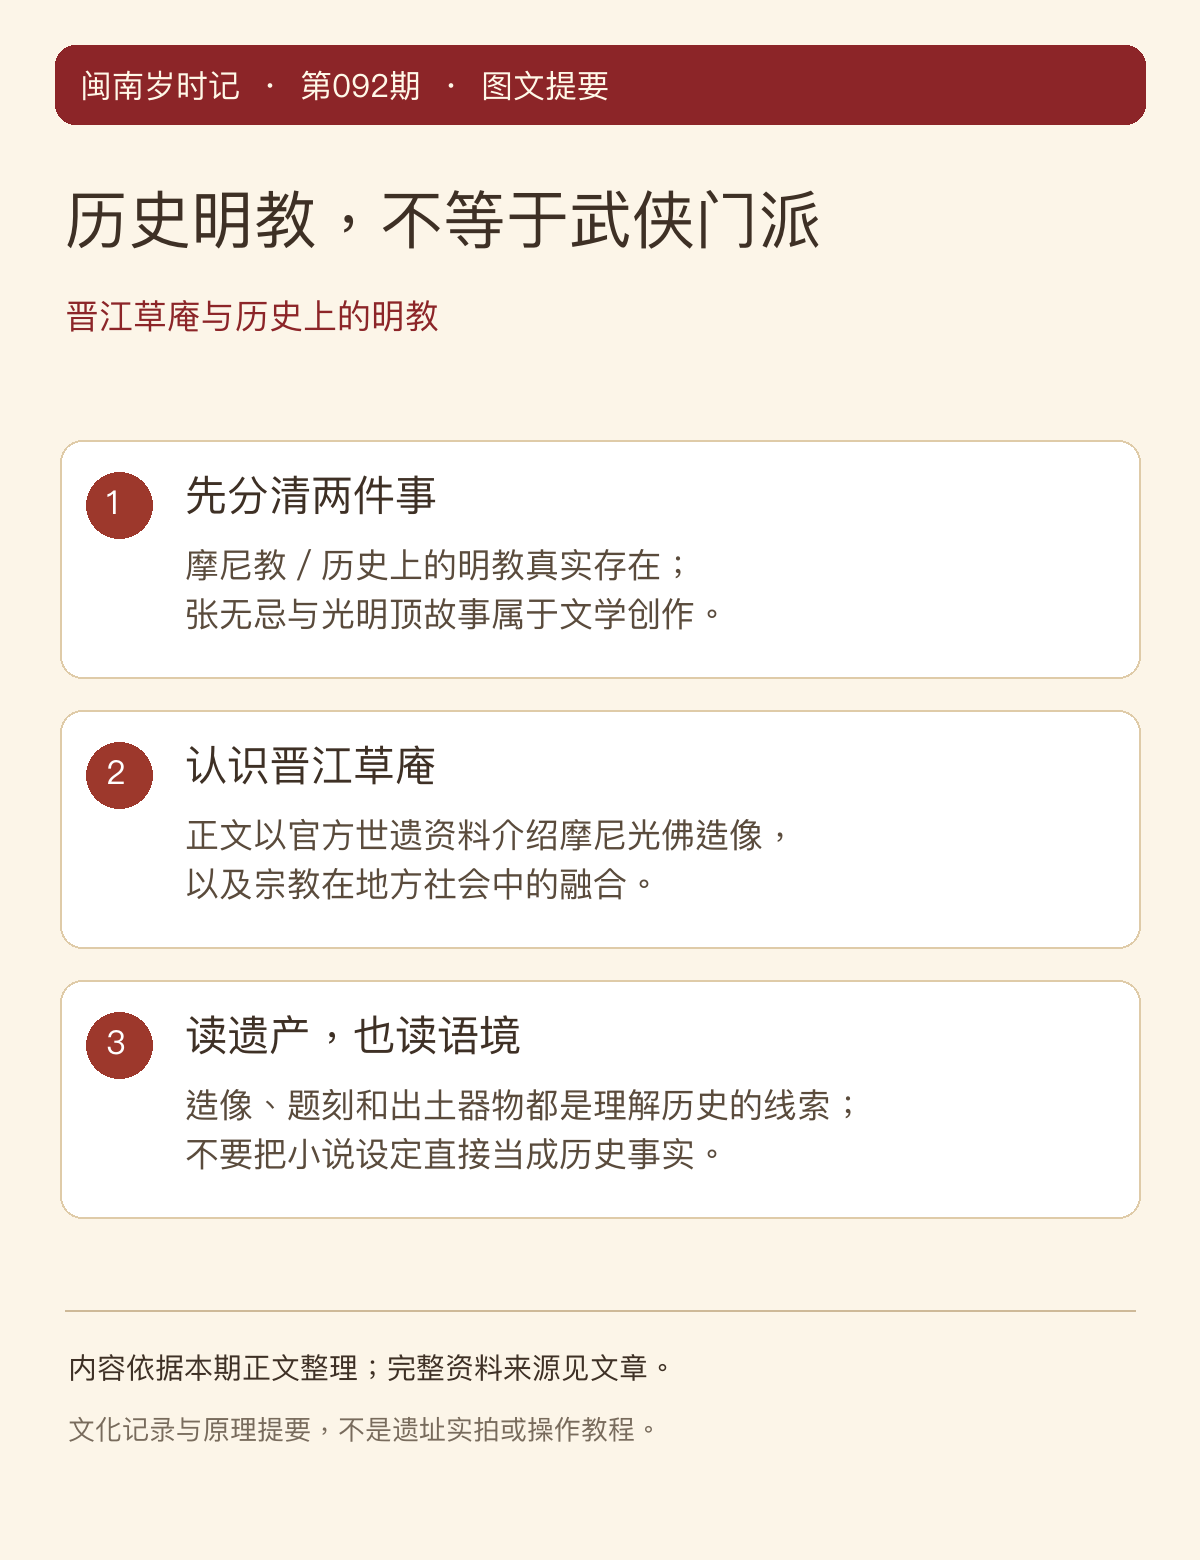 闽南岁时记 · 第092期 · 图文提要
历史明教，不等于武侠门派
晋江草庵与历史上的明教
1
先分清两件事
摩尼教 / 历史上的明教真实存在；
张无忌与光明顶故事属于文学创作。
2
认识晋江草庵
正文以官方世遗资料介绍摩尼光佛造像，
以及宗教在地方社会中的融合。
3
读遗产，也读语境
造像、题刻和出土器物都是理解历史的线索；
不要把小说设定直接当成历史事实。
内容依据本期正文整理；完整资料来源见文章。
文化记录与原理提要，不是遗址实拍或操作教程。